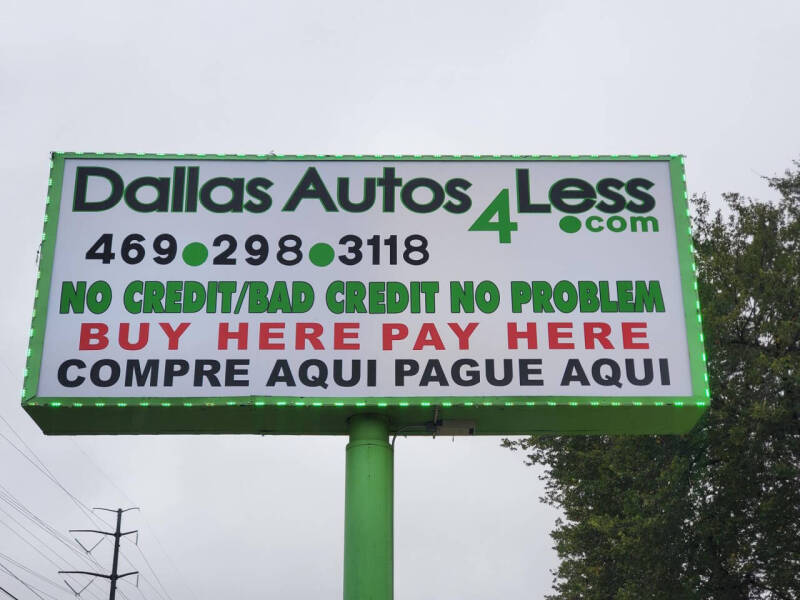 Dallas Autos 4 Less.com
469.298.3118
NO CREDIT/BAD CREDIT NO PROBLEM
BUY HERE PAY HERE
COMPRE AQUI PAGUE AQUI